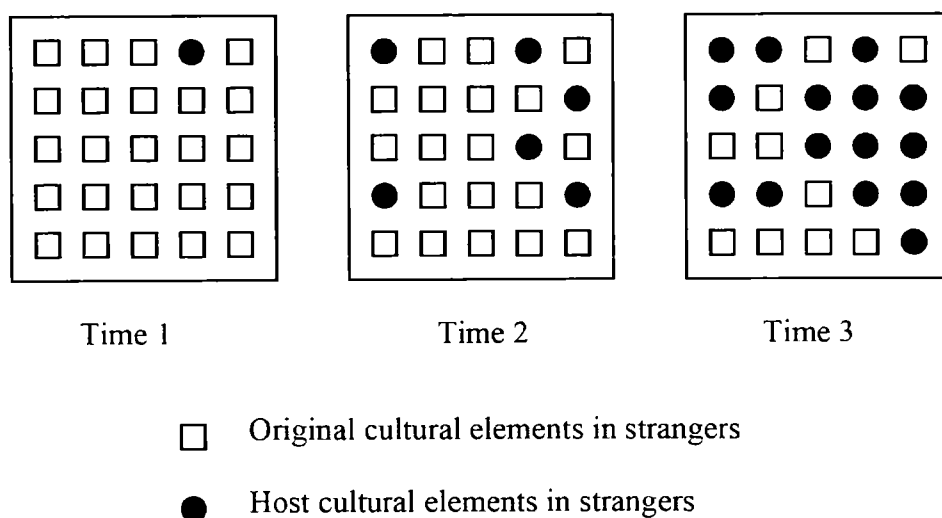 Time 1
Time 2
Time 3
Original cultural elements in strangers
Host cultural elements in strangers